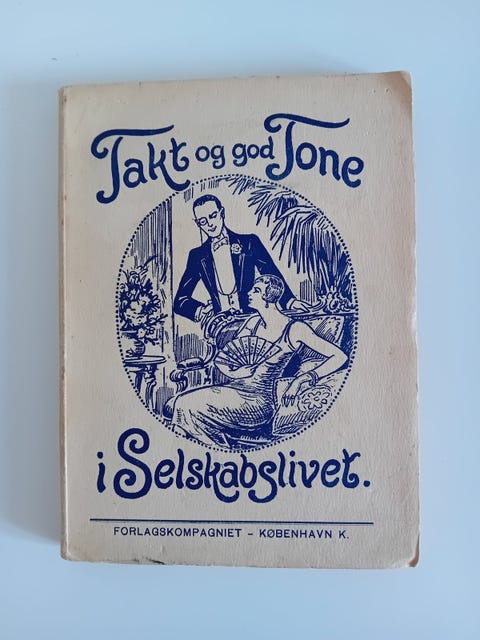 Takt og god Tone
i Selskabslivet.
FORLAGSKOMPAGNIET - KØBENHAVN K.